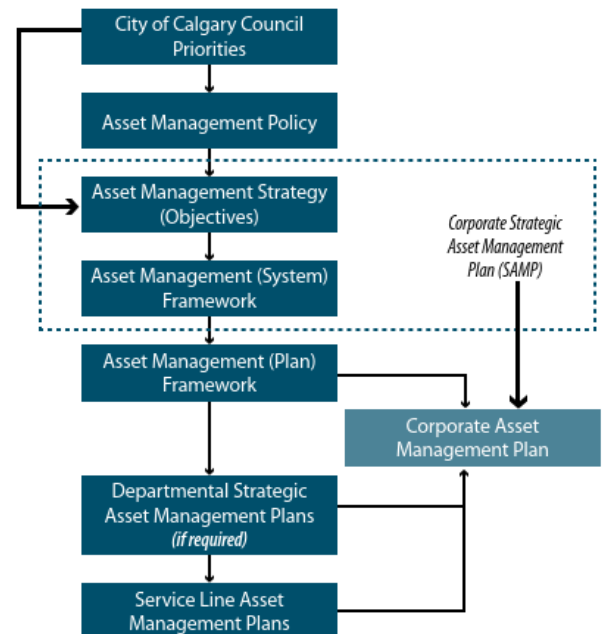 City of Calgary Council
Priorities
Asset Management Policy
Asset Management Strategy
(Objectives)
Corporate Strategic
Asset Management
Plan (SAMP)
Asset Management (System)
Framework
Asset Management (Plan)
Framework
Corporate Asset
Management Plan
Departmental Strategic
Asset Management Plans
(if required)
Service Line Asset
Management Plans